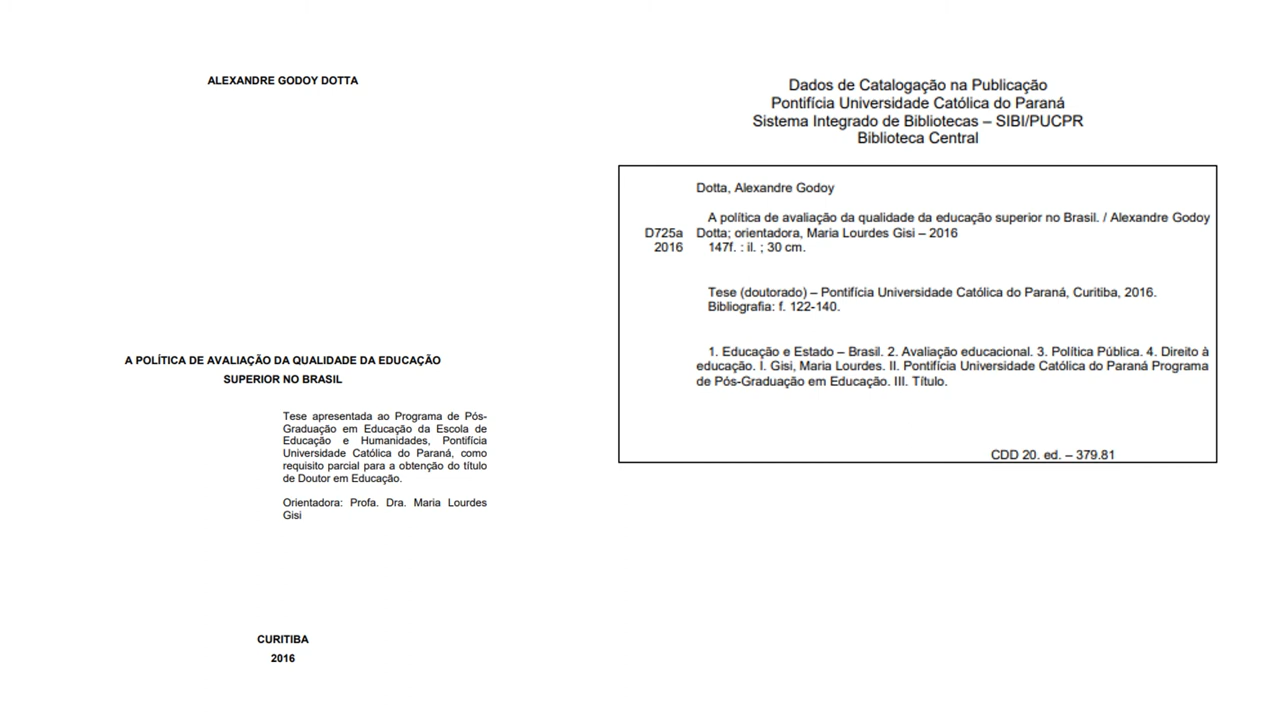 ALEXANDRE GODOY DOTTA
A POLÍTICA DE AVALIAÇÃO DA QUALIDADE DA EDUCAÇÃO
SUPERIOR NO BRASIL
Tese apresentada ao Programa de Pós-
Graduação em Educação da Escola de
Educação e Humanidades, Pontifícia
Universidade Católica do Paraná, como
requisito parcial para a obtenção do título
de Doutor em Educação.
Orientadora: Profa. Dra. Maria Lourdes
Gisi
CURITIBA
2016
Dados de Catalogação na Publicação
Pontifícia Universidade Católica do Paraná
Sistema Integrado de Bibliotecas – SIBI/PUCPR
Biblioteca Central
Dotta, Alexandre Godoy
A política de avaliação da qualidade da educação superior no Brasil. / Alexandre Godoy
D725a Dotta; orientadora, Maria Lourdes Gisi – 2016
2016 147f. : il. ; 30 cm.
Tese (doutorado) – Pontifícia Universidade Católica do Paraná, Curitiba, 2016.
Bibliografia: f. 122-140.
1. Educação e Estado – Brasil. 2. Avaliação educacional. 3. Política Pública. 4. Direito à
educação. I. Gisi, Maria Lourdes. II. Pontifícia Universidade Católica do Paraná Programa
de Pós-Graduação em Educação. III. Título.
CDD 20. ed. – 379.81